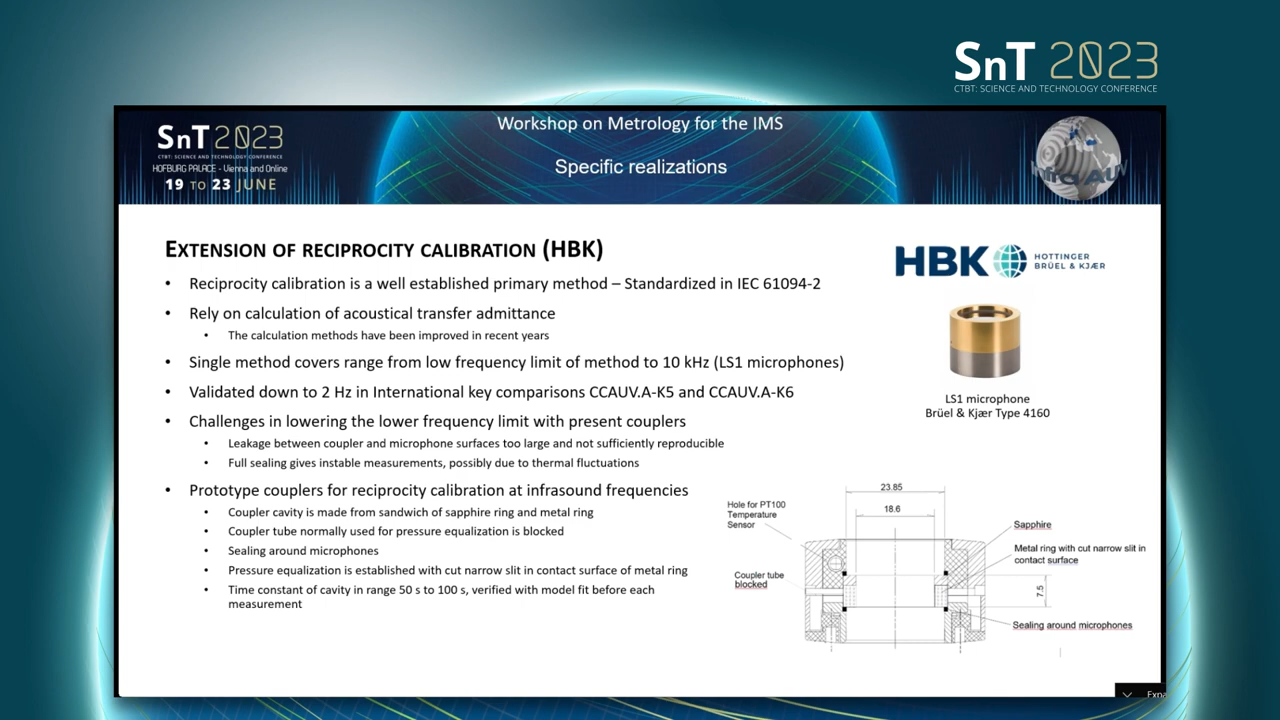 SnT 2023
CTBT: SCIENCE AND TECHNOLOGY CONFERENCE
SnT 2023
CTBT: SCIENCE AND TECHNOLOGY CONFERENCE
HOFBURG PALACE - Vienna and Online
19 TO 23 JUNE
Workshop on Metrology for the IMS
Specific realizations
Infra AUV
EXTENSION OF RECIPROCITY CALIBRATION (HBK)
• Reciprocity calibration is a well established primary method – Standardized in IEC 61094-2
• Rely on calculation of acoustical transfer admittance
• The calculation methods have been improved in recent years
• Single method covers range from low frequency limit of method to 10 kHz (LS1 microphones)
• Validated down to 2 Hz in International key comparisons CCAUV.A-K5 and CCAUV.A-K6
• Challenges in lowering the lower frequency limit with present couplers
• Leakage between coupler and microphone surfaces too large and not sufficiently reproducible
• Full sealing gives instable measurements, possibly due to thermal fluctuations
• Prototype couplers for reciprocity calibration at infrasound frequencies
• Coupler cavity is made from sandwich of sapphire ring and metal ring
• Coupler tube normally used for pressure equalization is blocked
• Sealing around microphones
• Pressure equalization is established with cut narrow slit in contact surface of metal ring
• Time constant of cavity in range 50 s to 100 s, verified with model fit before each
measurement
HBK
HOTTINGER
BRÜEL & KJÆR
LS1 microphone
Brüel & Kjær Type 4160
23.85
18.6
Hole for PT100
Temperature
Sensor
Coupler tube
blocked
Sapphire
Metal ring with cut narrow slit in
contact surface
7.5
Sealing around microphones